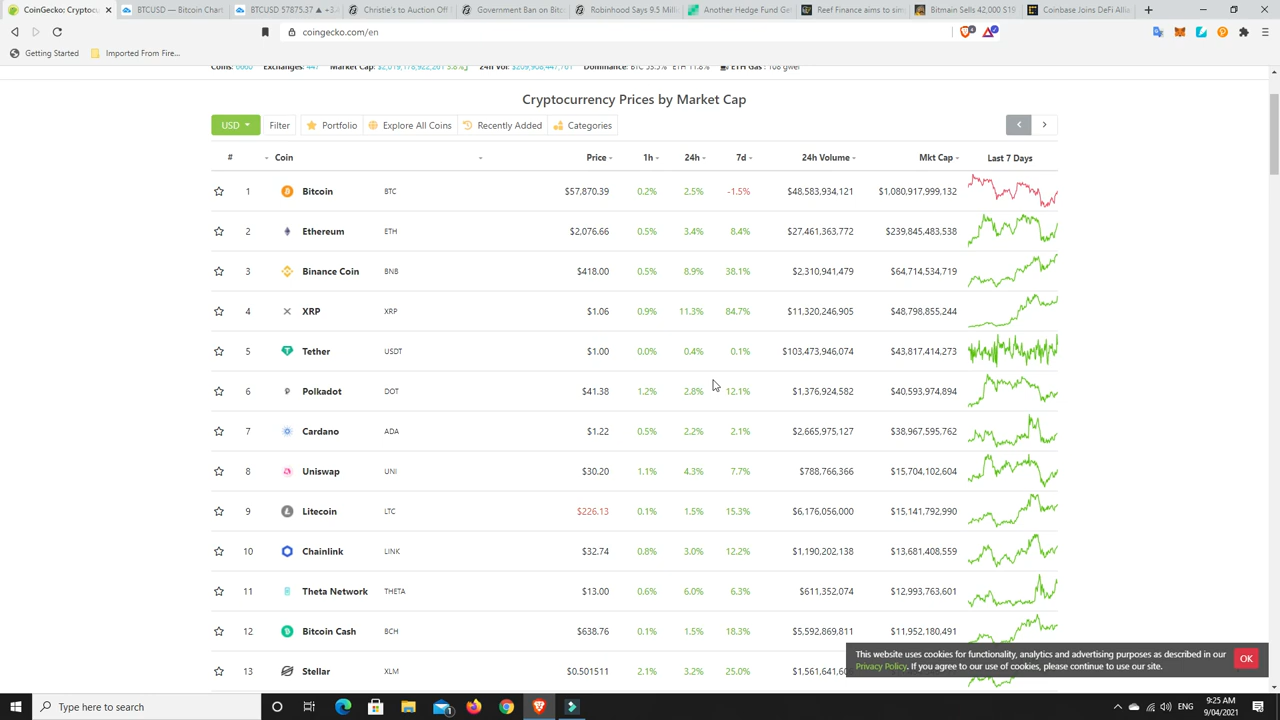 CoinGecko: Cryptocu
BTCUSD — Bitcoin Chart
BTCUSD 57875.37 ▲ +3.4
Christie's to Auction Off
Government Ban on Bitco
Robinhood Says 9.5 Millio
Another Hedge Fund Ge
Reef Finance aims to sim
Bitmain Sells 42,000 S19
Coinbase Joins DeFi Allia
coingecko.com/en
Getting Started
Imported From Fire...
Coins: 6660 Exchanges: 447 Market Cap: 24h Vol: Dominance: ETH Gas: 108 gwei
Cryptocurrency Prices by Market Cap
USD Filter Portfolio Explore All Coins Recently Added Categories
# Coin Price 1h 24h 7d 24h Volume Mkt Cap Last 7 Days
1 Bitcoin BTC $57,870.39 0.2% 2.5% -1.5% $48,583,934,121 $1,080,917,999,132
2 Ethereum ETH $2,076.66 0.5% 3.4% 8.4% $27,461,363,772 $239,845,483,538
3 Binance Coin BNB $418.00 0.5% 8.9% 38.1% $2,310,941,479 $64,714,534,719
4 XRP XRP $1.06 0.9% 11.3% 84.7% $11,320,246,905 $48,798,855,244
5 Tether USDT $1.00 0.0% 0.4% 0.1% $103,473,946,074 $43,817,414,273
6 Polkadot DOT $41.38 1.2% 2.8% 12.1% $1,376,924,582 $40,593,974,894
7 Cardano ADA $1.22 0.5% 2.2% 2.1% $2,665,975,127 $38,967,595,762
8 Uniswap UNI $30.20 1.1% 4.3% 7.7% $788,766,366 $15,704,102,604
9 Litecoin LTC $226.13 0.1% 1.5% 15.3% $6,176,056,000 $15,141,792,990
10 Chainlink LINK $32.74 0.8% 3.0% 12.2% $1,190,202,138 $13,681,408,559
11 Theta Network THETA $13.00 0.6% 6.0% 6.3% $611,352,074 $12,993,763,601
12 Bitcoin Cash BCH $638.76 0.1% 1.5% 18.3% $5,592,869,811 $11,952,180,491
13 Stellar XLM $0.501511 2.1% 3.2% 25.0%
This website uses cookies for functionality, analytics and advertising purposes as described in our
Privacy Policy. If you agree to our use of cookies, please continue to use our site.
OK
Type here to search
ENG
9:25 AM
9/04/2021